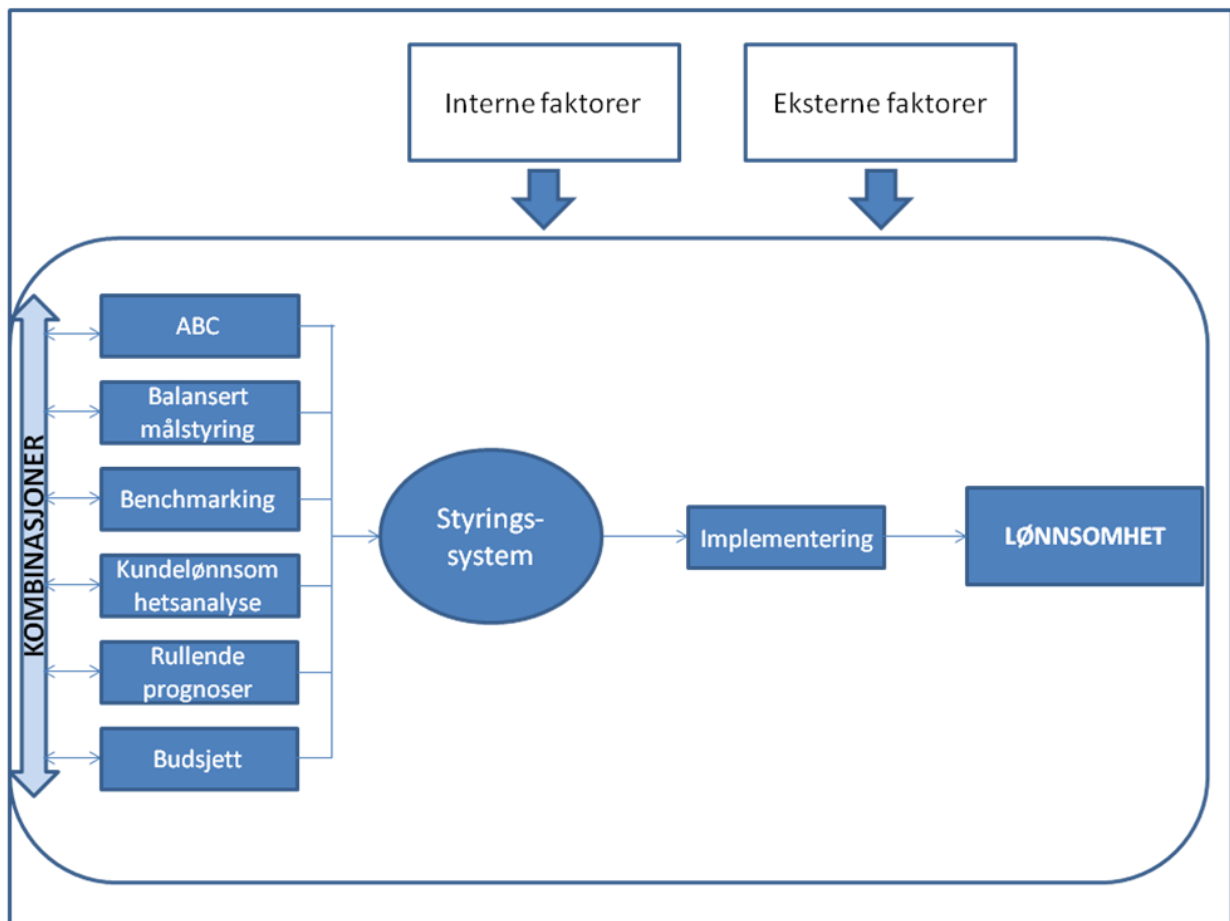 Interne faktorer
Eksterne faktorer
KOMBINASJONER
ABC
Balansert
målstyring
Benchmarking
Kundelønnsom
hetsanalyse
Rullende
prognoser
Budsjett
Styrings-
system
Implementering
LØNNSOMHET